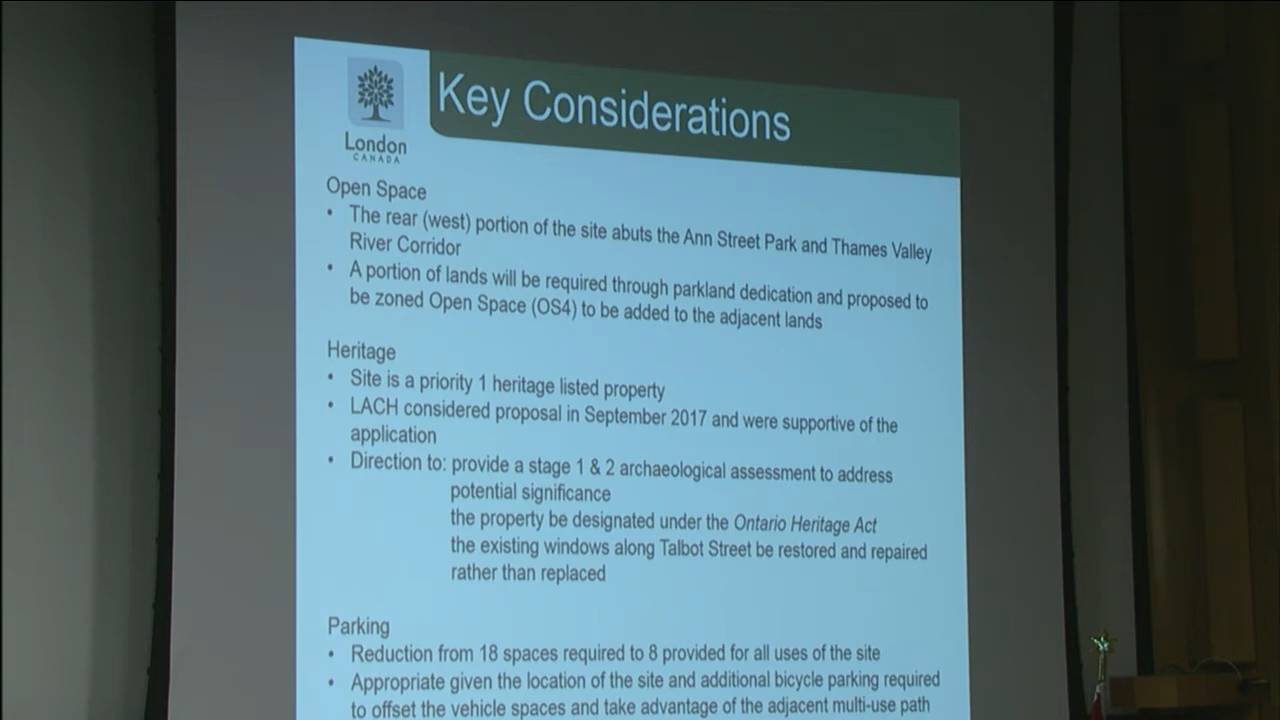 London
CANADA
Key Considerations
Open Space
• The rear (west) portion of the site abuts the Ann Street Park and Thames Valley
River Corridor
• A portion of lands will be required through parkland dedication and proposed to
be zoned Open Space (OS4) to be added to the adjacent lands
Heritage
• Site is a priority 1 heritage listed property
• LACH considered proposal in September 2017 and were supportive of the
application
• Direction to: provide a stage 1 & 2 archaeological assessment to address
potential significance
the property be designated under the Ontario Heritage Act
the existing windows along Talbot Street be restored and repaired
rather than replaced
Parking
• Reduction from 18 spaces required to 8 provided for all uses of the site
• Appropriate given the location of the site and additional bicycle parking required
to offset the vehicle spaces and take advantage of the adjacent multi-use path